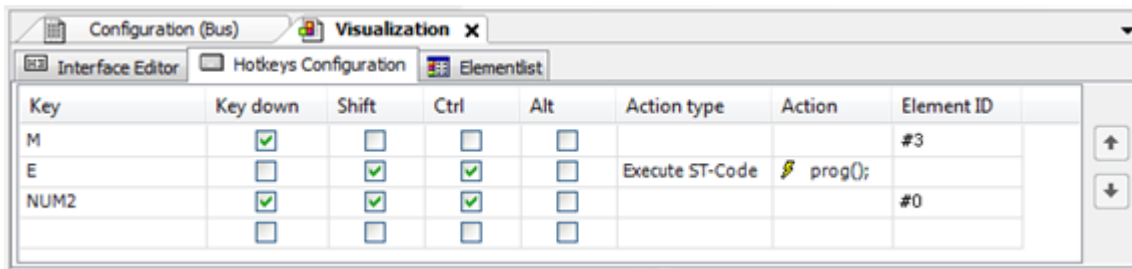 Configuration (Bus) Visualization X
Interface Editor Hotkeys Configuration Elementlist
Key Key down Shift Ctrl Alt Action type Action Element ID
M #3
E Execute ST-Code prog();
NUM2 #0